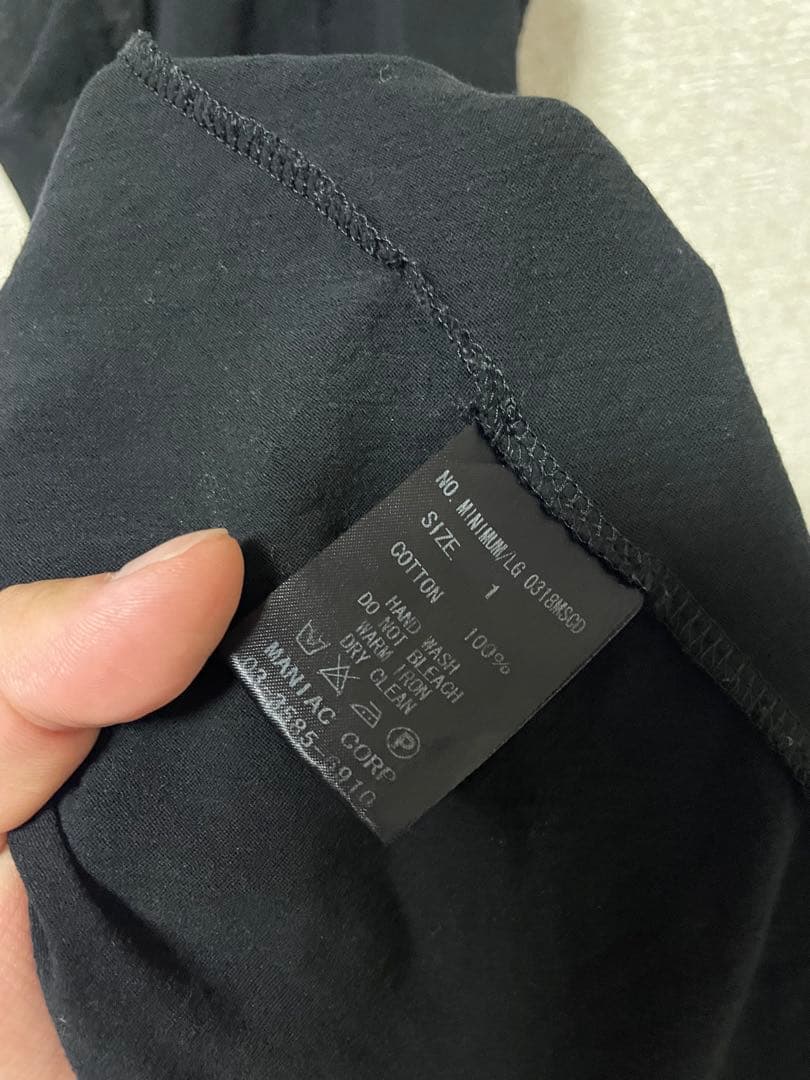 NO. MINIMUM/LG 0318MSCD
SIZE 1
COTTON 100%
HAND WASH
DO NOT BLEACH
WARM IRON
DRY CLEAN
P
MANIAC CORP